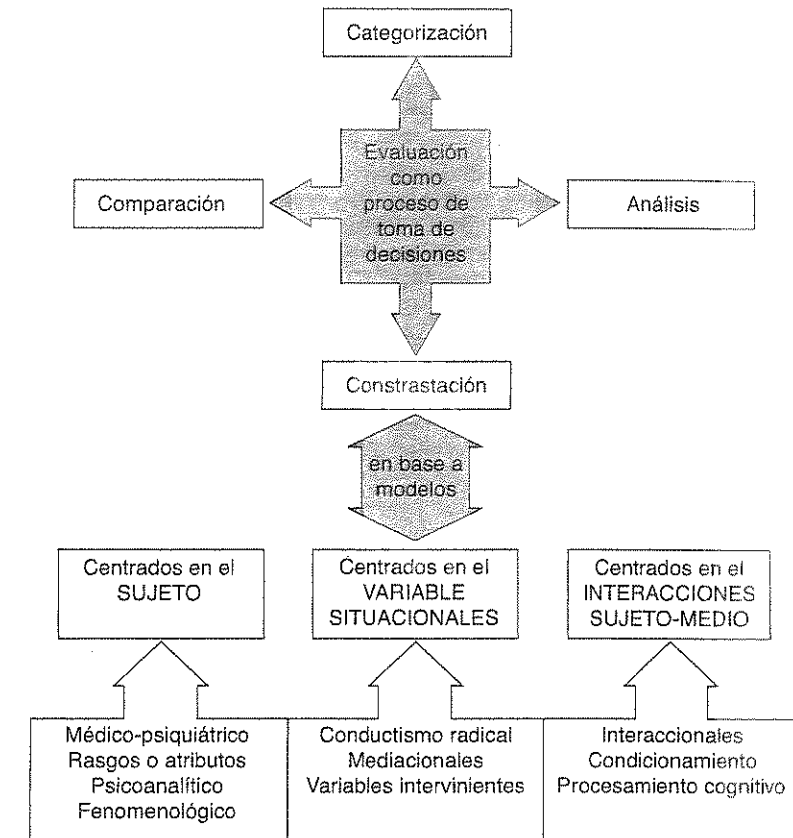 Categorización
Evaluación
como
proceso de
toma de
decisiones
Comparación
Análisis
Constrastación
en base a
modelos
Centrados en el
SUJETO
Centrados en el
VARIABLE
SITUACIONALES
Centrados en el
INTERACCIONES
SUJETO-MEDIO
Médico-psiquiátrico
Rasgos o atributos
Psicoanalítico
Fenomenológico
Conductismo radical
Mediacionales
Variables intervinientes
Interaccionales
Condicionamiento
Procesamiento cognitivo